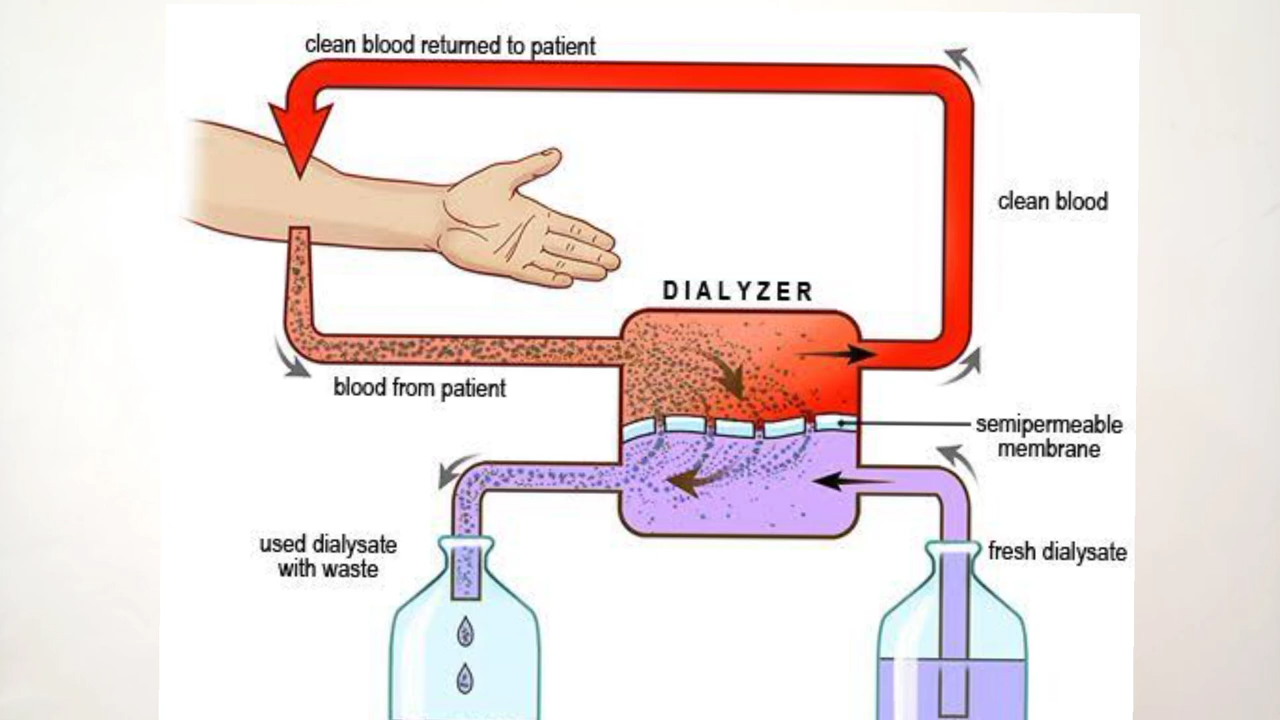 clean blood returned to patient
clean blood
DIALYZER
blood from patient
semipermeable
membrane
used dialysate
with waste
fresh dialysate